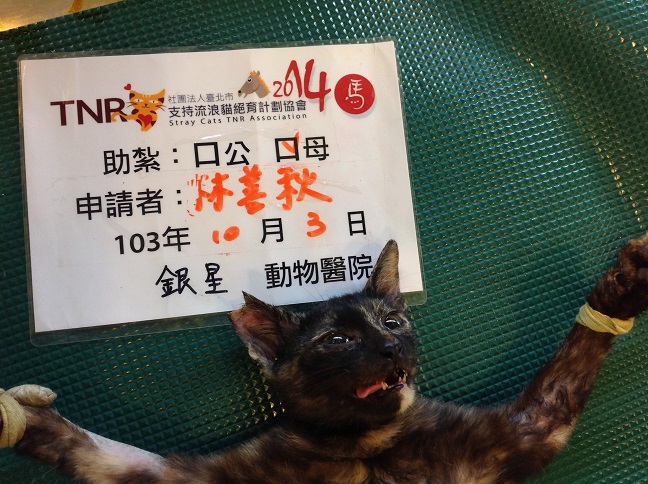 TNR 社團法人臺北市 2014 馬
支持流浪貓絕育計劃協會
Stray Cats TNR Association
助紮：口公 口母
申請者：林善秋
103年 10 月 3 日
銀星 動物醫院